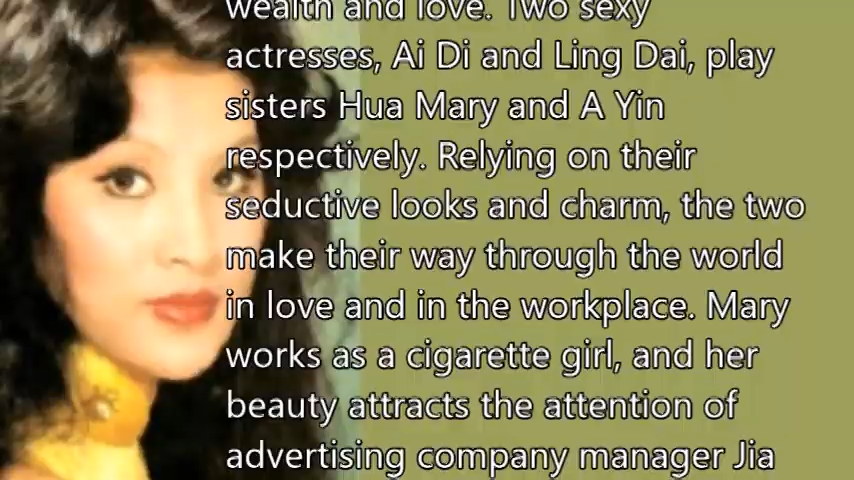 wealth and love. Two sexy
actresses, Ai Di and Ling Dai, play
sisters Hua Mary and A Yin
respectively. Relying on their
seductive looks and charm, the two
make their way through the world
in love and in the workplace. Mary
works as a cigarette girl, and her
beauty attracts the attention of
advertising company manager Jia